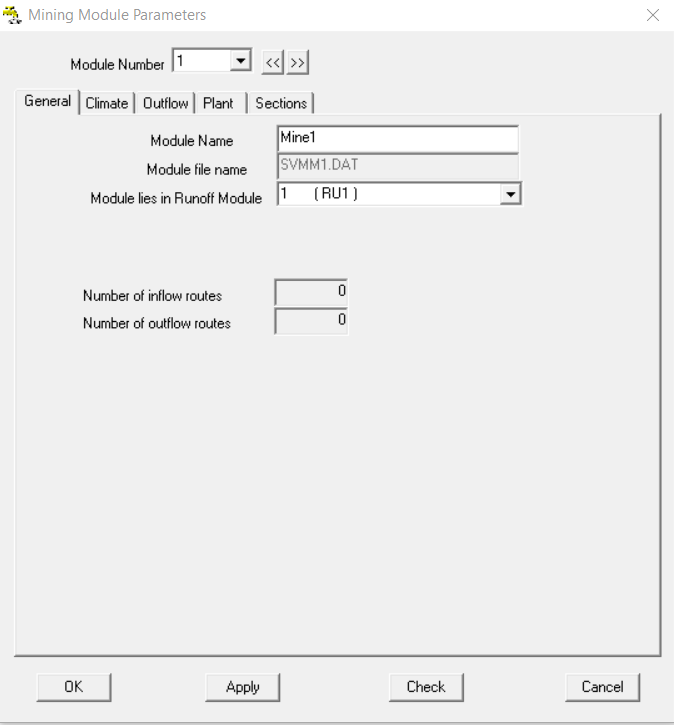 Mining Module Parameters
Module Number 1 << >>
General Climate Outflow Plant Sections
Module Name Mine1
Module file name SVMM1.DAT
Module lies in Runoff Module 1 ( RU1 )
Number of inflow routes 0
Number of outflow routes 0
OK Apply Check Cancel